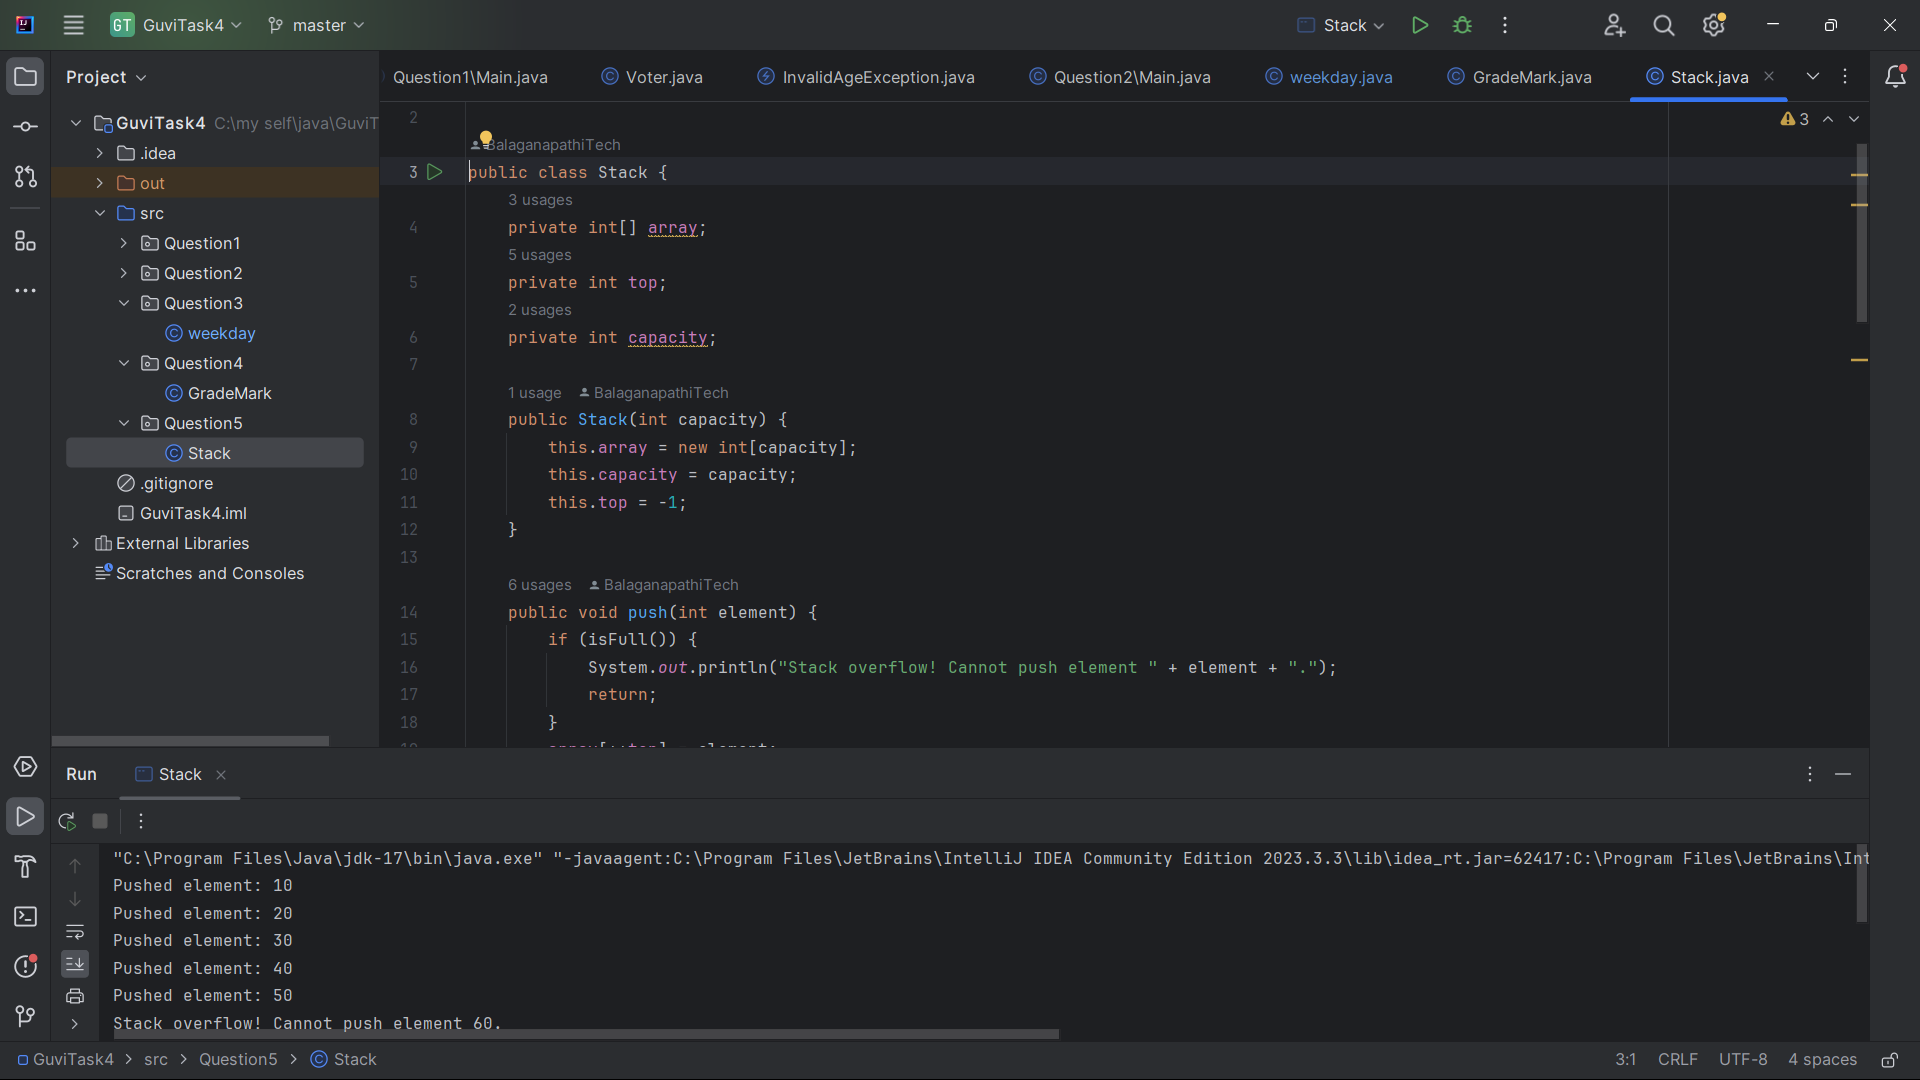 GT GuviTask4 master Stack
Project
Question1\Main.java Voter.java InvalidAgeException.java Question2\Main.java weekday.java GradeMark.java Stack.java
GuviTask4 C:\my self\java\GuviT
.idea
out
src
Question1
Question2
Question3
weekday
Question4
GradeMark
Question5
Stack
.gitignore
GuviTask4.iml
External Libraries
Scratches and Consoles
3
2
BalaganapathiTech
3 public class Stack {
3 usages
4 private int[] array;
5 usages
5 private int top;
2 usages
6 private int capacity;
7
1 usage BalaganapathiTech
8 public Stack(int capacity) {
9 this.array = new int[capacity];
10 this.capacity = capacity;
11 this.top = -1;
12 }
13
6 usages BalaganapathiTech
14 public void push(int element) {
15 if (isFull()) {
16 System.out.println("Stack overflow! Cannot push element " + element + ".");
17 return;
18 }
Run Stack
"C:\Program Files\Java\jdk-17\bin\java.exe" "-javaagent:C:\Program Files\JetBrains\IntelliJ IDEA Community Edition 2023.3.3\lib\idea_rt.jar=62417:C:\Program Files\JetBrains\Int
Pushed element: 10
Pushed element: 20
Pushed element: 30
Pushed element: 40
Pushed element: 50
Stack overflow! Cannot push element 60.
GuviTask4 > src > Question5 > Stack
3:1 CRLF UTF-8 4 spaces